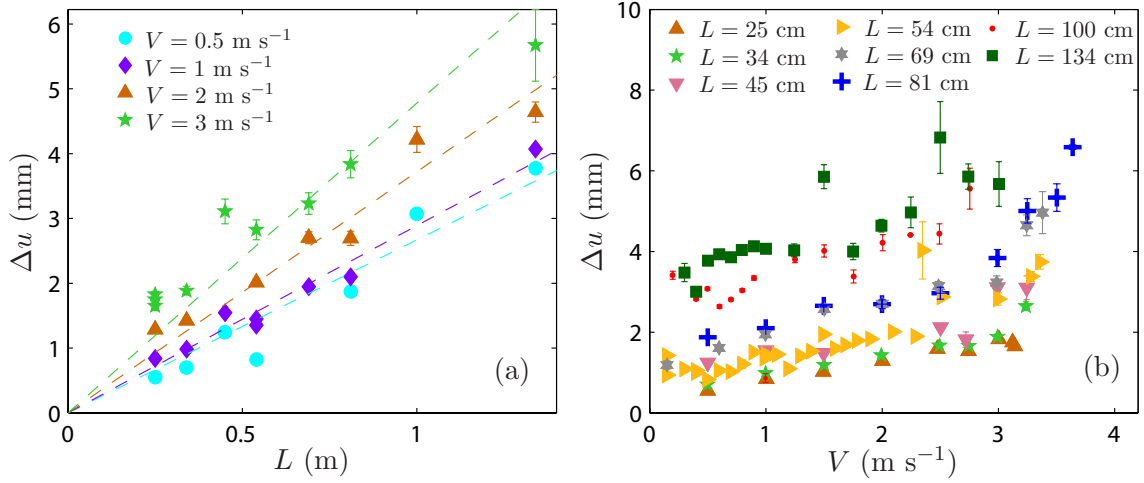 6
5
4
3
2
1
0
Δu (mm)
V = 0.5 m s⁻¹
V = 1 m s⁻¹
V = 2 m s⁻¹
V = 3 m s⁻¹
(a)
0
0.5
1
L (m)
10
8
6
4
2
0
Δu (mm)
L = 25 cm
L = 34 cm
L = 45 cm
L = 54 cm
L = 69 cm
L = 81 cm
L = 100 cm
L = 134 cm
(b)
0
1
2
3
4
V (m s⁻¹)